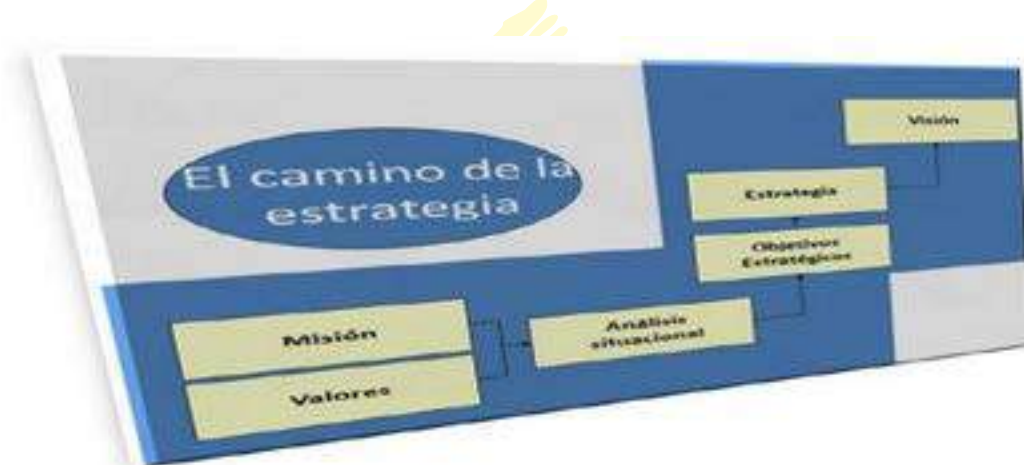 El camino de la
estrategia
Visión
Estrategia
Objetivos
Estratégicos
Misión
Valores
Análisis
situacional